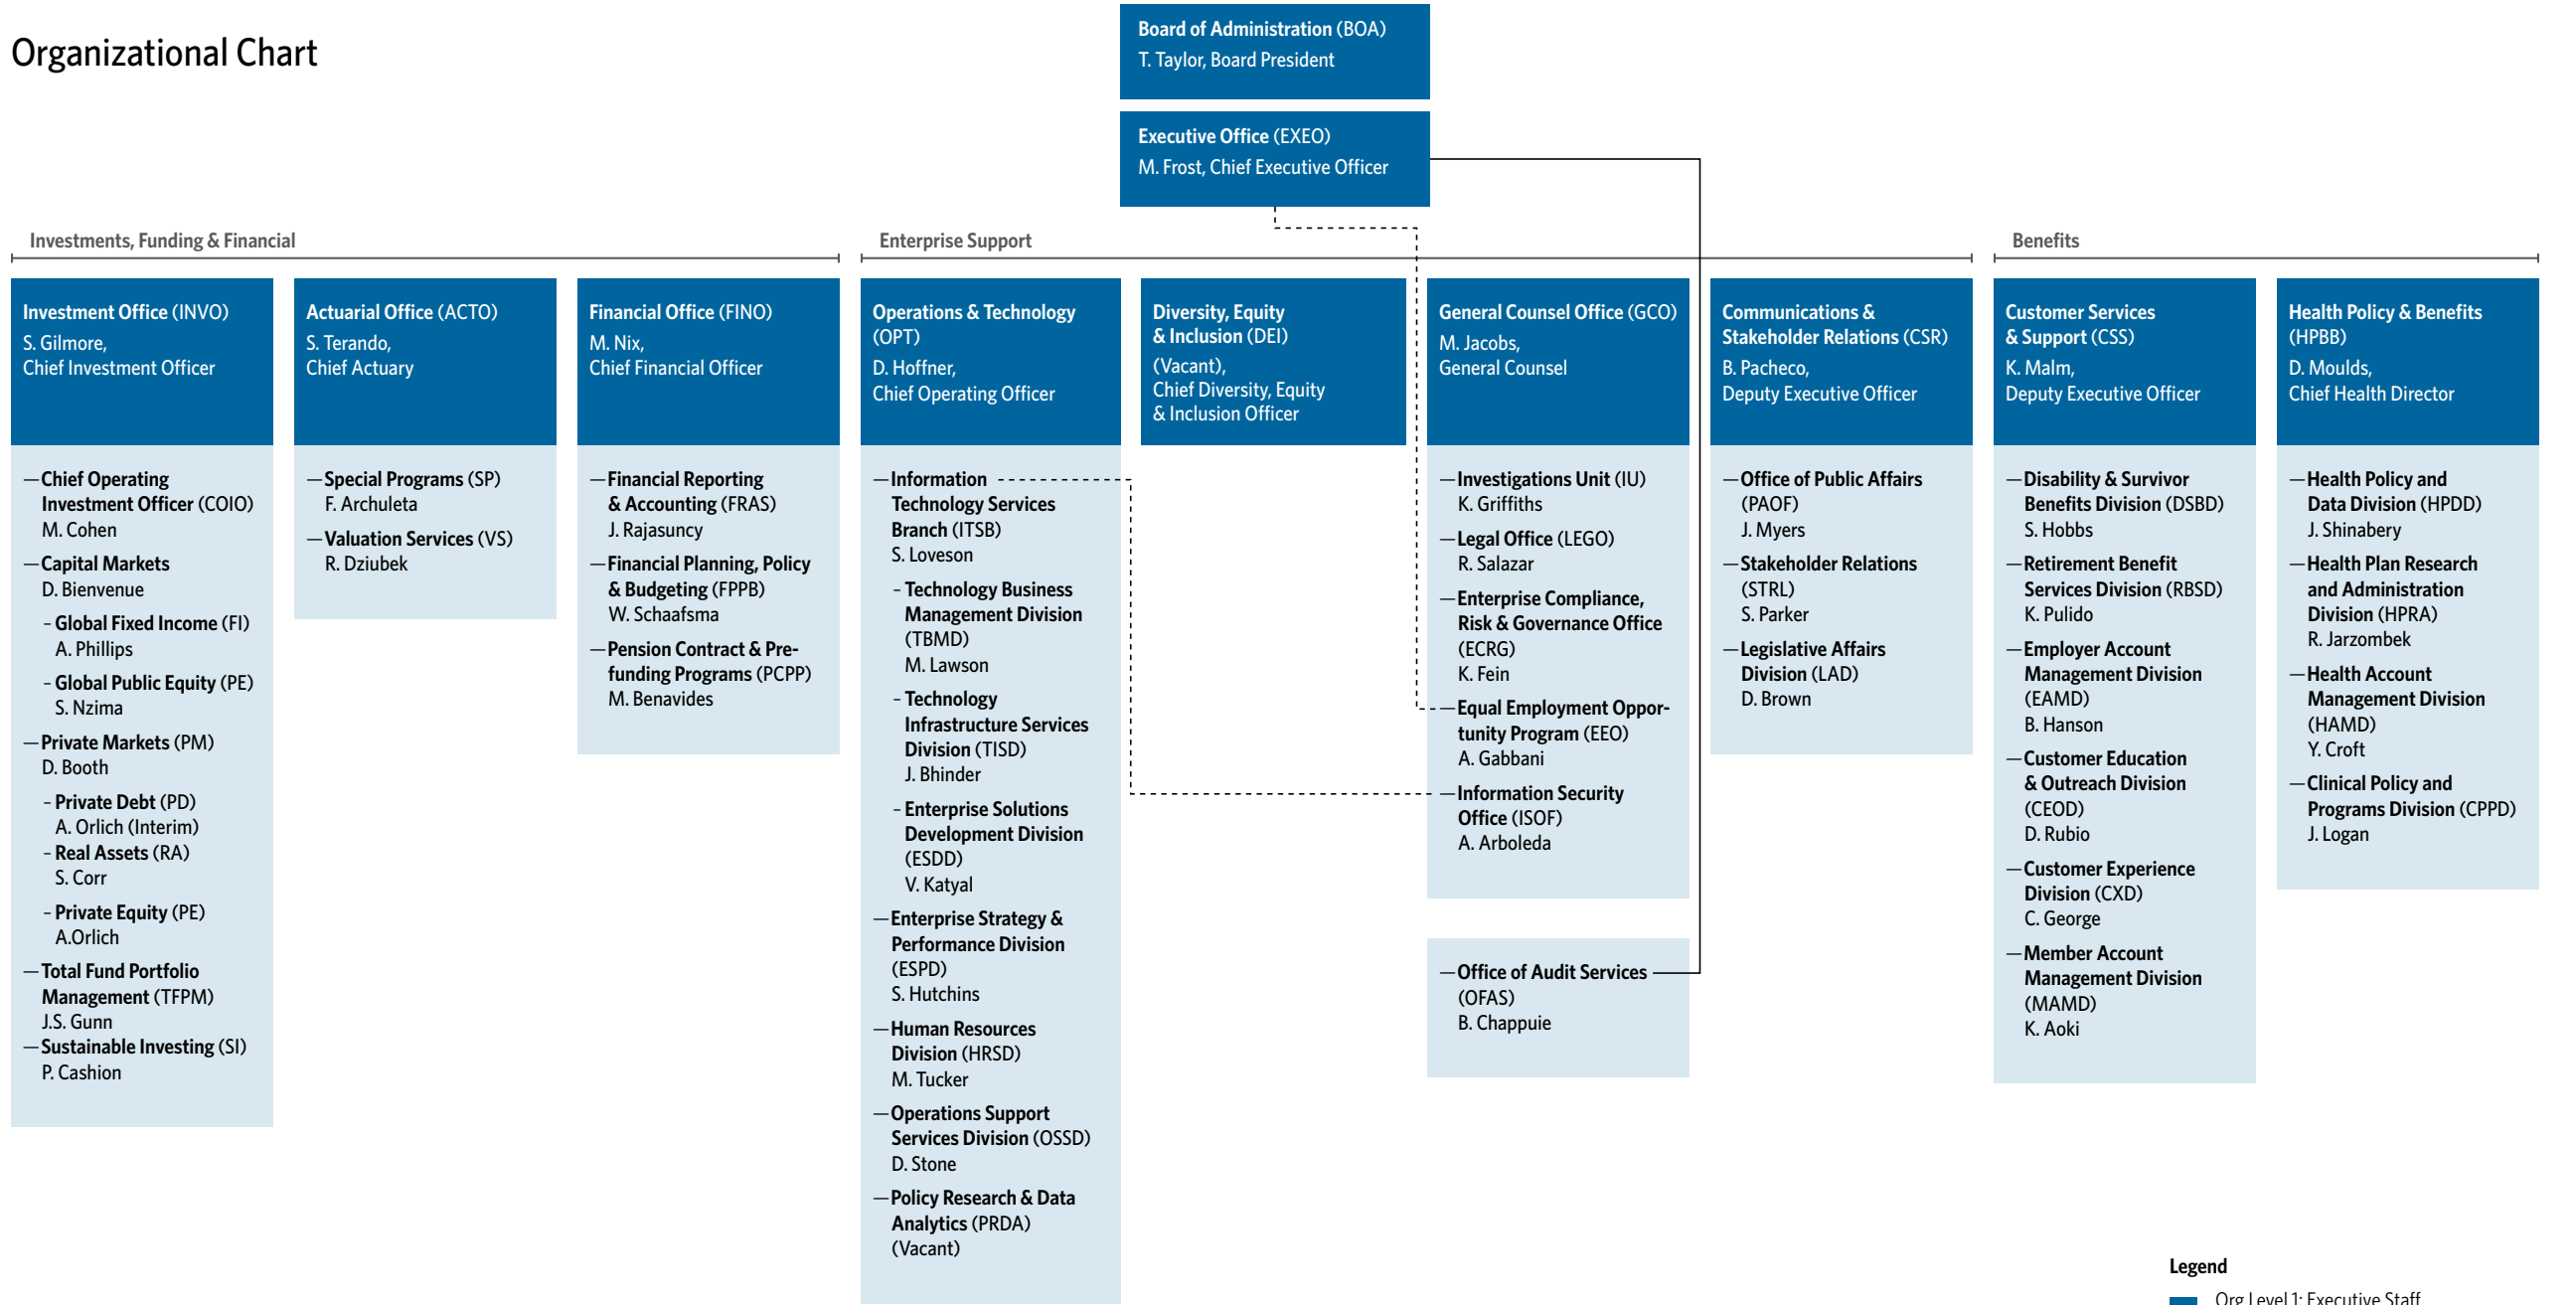 Organizational Chart
Board of Administration (BOA)
T. Taylor, Board President
Executive Office (EXEO)
M. Frost, Chief Executive Officer
Investments, Funding & Financial
Enterprise Support
Benefits
Investment Office (INVO)
S. Gilmore,
Chief Investment Officer
—Chief Operating
Investment Officer (COIO)
M. Cohen
—Capital Markets
D. Bienvenue
- Global Fixed Income (FI)
A. Phillips
- Global Public Equity (PE)
S. Nzima
—Private Markets (PM)
D. Booth
- Private Debt (PD)
A. Orlich (Interim)
- Real Assets (RA)
S. Corr
- Private Equity (PE)
A.Orlich
—Total Fund Portfolio
Management (TFPM)
J.S. Gunn
—Sustainable Investing (SI)
P. Cashion
Actuarial Office (ACTO)
S. Terando,
Chief Actuary
—Special Programs (SP)
F. Archuleta
—Valuation Services (VS)
R. Dziubek
Financial Office (FINO)
M. Nix,
Chief Financial Officer
—Financial Reporting
& Accounting (FRAS)
J. Rajasuncy
—Financial Planning, Policy
& Budgeting (FPPB)
W. Schaafsma
—Pension Contract & Pre-
funding Programs (PCPP)
M. Benavides
Operations & Technology
(OPT)
D. Hoffner,
Chief Operating Officer
—Information
Technology Services
Branch (ITSB)
S. Loveson
- Technology Business
Management Division
(TBMD)
M. Lawson
- Technology
Infrastructure Services
Division (TISD)
J. Bhinder
- Enterprise Solutions
Development Division
(ESDD)
V. Katyal
—Enterprise Strategy &
Performance Division
(ESPD)
S. Hutchins
—Human Resources
Division (HRSD)
M. Tucker
—Operations Support
Services Division (OSSD)
D. Stone
—Policy Research & Data
Analytics (PRDA)
(Vacant)
Diversity, Equity
& Inclusion (DEI)
(Vacant),
Chief Diversity, Equity
& Inclusion Officer
General Counsel Office (GCO)
M. Jacobs,
General Counsel
—Investigations Unit (IU)
K. Griffiths
—Legal Office (LEGO)
R. Salazar
—Enterprise Compliance,
Risk & Governance Office
(ECRG)
K. Fein
—Equal Employment Oppor-
tunity Program (EEO)
A. Gabbani
—Information Security
Office (ISOF)
A. Arboleda
—Office of Audit Services
(OFAS)
B. Chappuie
Communications &
Stakeholder Relations (CSR)
B. Pacheco,
Deputy Executive Officer
—Office of Public Affairs
(PAOF)
J. Myers
—Stakeholder Relations
(STRL)
S. Parker
—Legislative Affairs
Division (LAD)
D. Brown
Customer Services
& Support (CSS)
K. Malm,
Deputy Executive Officer
—Disability & Survivor
Benefits Division (DSBD)
S. Hobbs
—Retirement Benefit
Services Division (RBSD)
K. Pulido
—Employer Account
Management Division
(EAMD)
B. Hanson
—Customer Education
& Outreach Division
(CEOD)
D. Rubio
—Customer Experience
Division (CXD)
C. George
—Member Account
Management Division
(MAMD)
K. Aoki
Health Policy & Benefits
(HPBB)
D. Moulds,
Chief Health Director
—Health Policy and
Data Division (HPDD)
J. Shinabery
—Health Plan Research
and Administration
Division (HPRA)
R. Jarzombek
—Health Account
Management Division
(HAMD)
Y. Croft
—Clinical Policy and
Programs Division (CPPD)
J. Logan
Legend
Org Level 1: Executive Staff